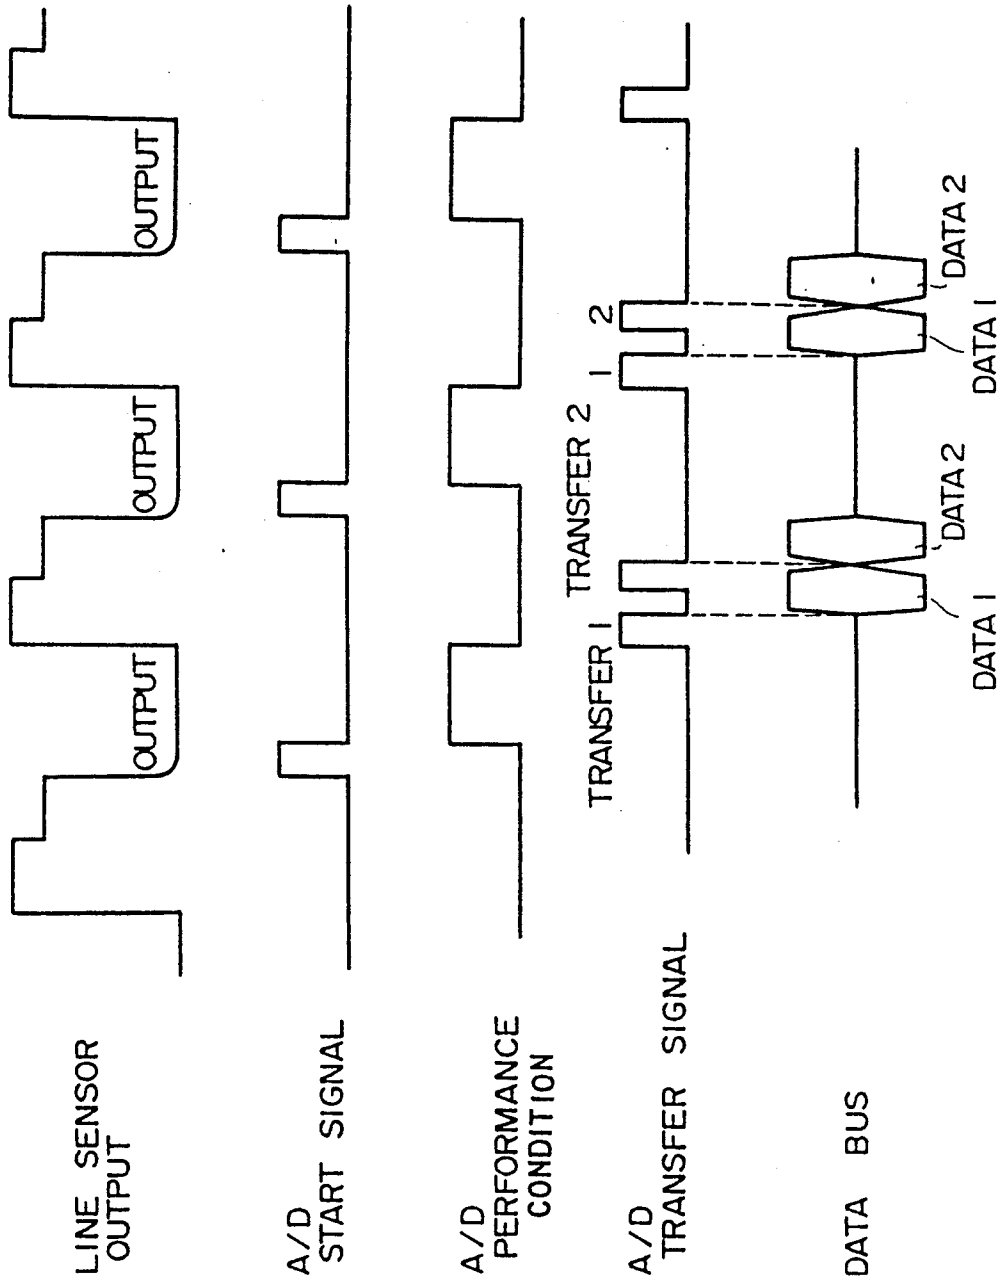 LINE SENSOR
OUTPUT
OUTPUT
OUTPUT
OUTPUT
A/D
START SIGNAL
A/D
PERFORMANCE
CONDITION
A/D
TRANSFER SIGNAL
TRANSFER 1
TRANSFER 2
1
2
DATA BUS
DATA 1
DATA 2
DATA 1
DATA 2